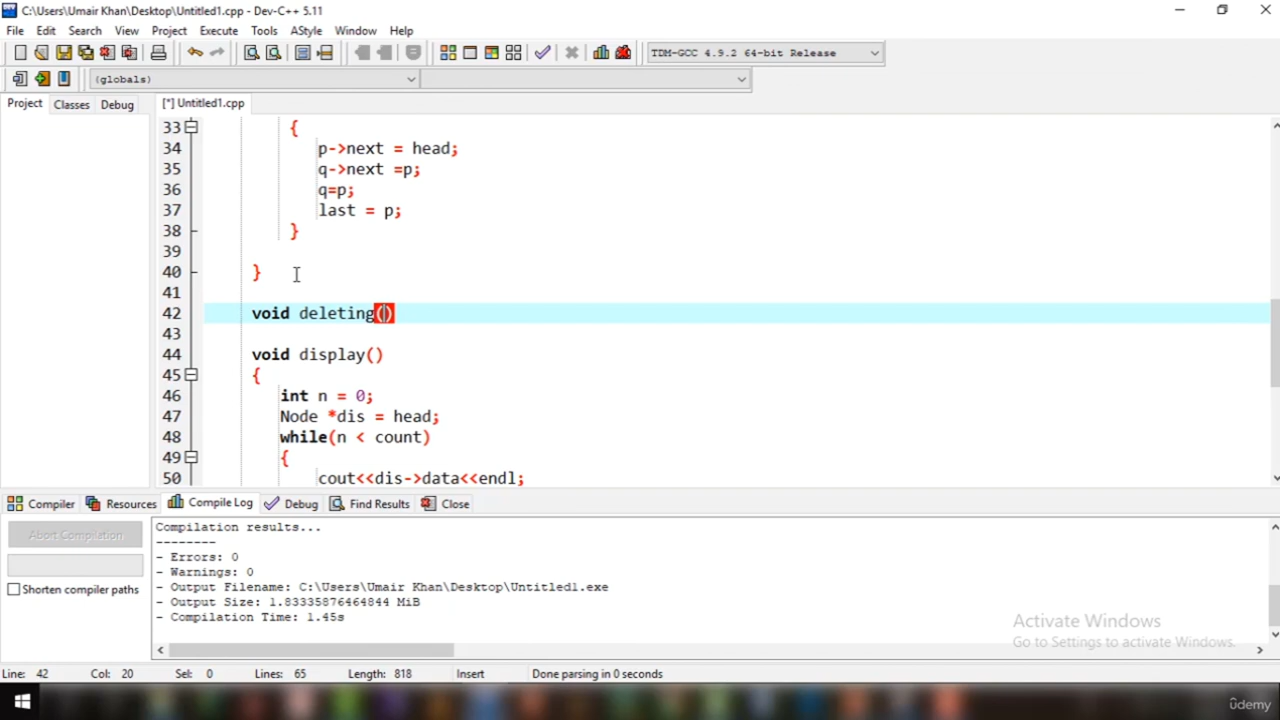 C:\Users\Umair Khan\Desktop\Untitled1.cpp - Dev-C++ 5.11
File Edit Search View Project Execute Tools AStyle Window Help
TDM-GCC 4.9.2 64-bit Release
(globals)
Project Classes Debug [*] Untitled1.cpp
33 {
34 p->next = head;
35 q->next =p;
36 q=p;
37 last = p;
38 }
39
40 }
41
42 void deleting()
43
44 void display()
45 {
46 int n = 0;
47 Node *dis = head;
48 while(n < count)
49 {
50 cout<<dis->data<<endl;
Compiler Resources Compile Log Debug Find Results Close
Abort Compilation
Shorten compiler paths
Compilation results...
--------
- Errors: 0
- Warnings: 0
- Output Filename: C:\Users\Umair Khan\Desktop\Untitled1.exe
- Output Size: 1.83335876464844 MiB
- Compilation Time: 1.45s
Activate Windows
Go to Settings to activate Windows.
Line: 42 Col: 20 Sel: 0 Lines: 65 Length: 818 Insert Done parsing in 0 seconds
ûdemy